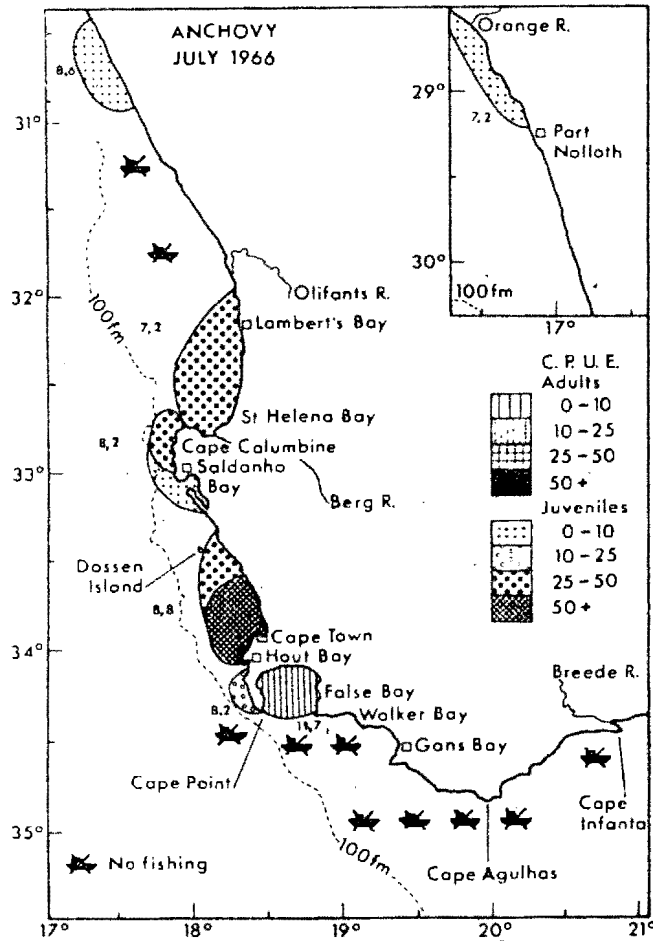 ANCHOVY
JULY 1966
Orange R.
8,6
29°
7,2
Part
Nolloth
31°
30°
100fm
17°
100fm
Olifants R.
32°
7,2
Lambert's Bay
C. P. U. E.
Adults
0-10
10-25
25-50
50+
Juveniles
0-10
10-25
25-50
50+
St Helena Bay
8,2
Cape Columbine
33°
Saldanho
Bay
Berg R.
Dassen
Island
8,8
Cape Town
34°
Hout Bay
Breede R.
False Bay
8,2
Walker Bay
Gans Bay
Cape Point
Cape
Infanta
35°
100fm
No fishing
Cape Agulhas
17°
18°
19°
20°
21°